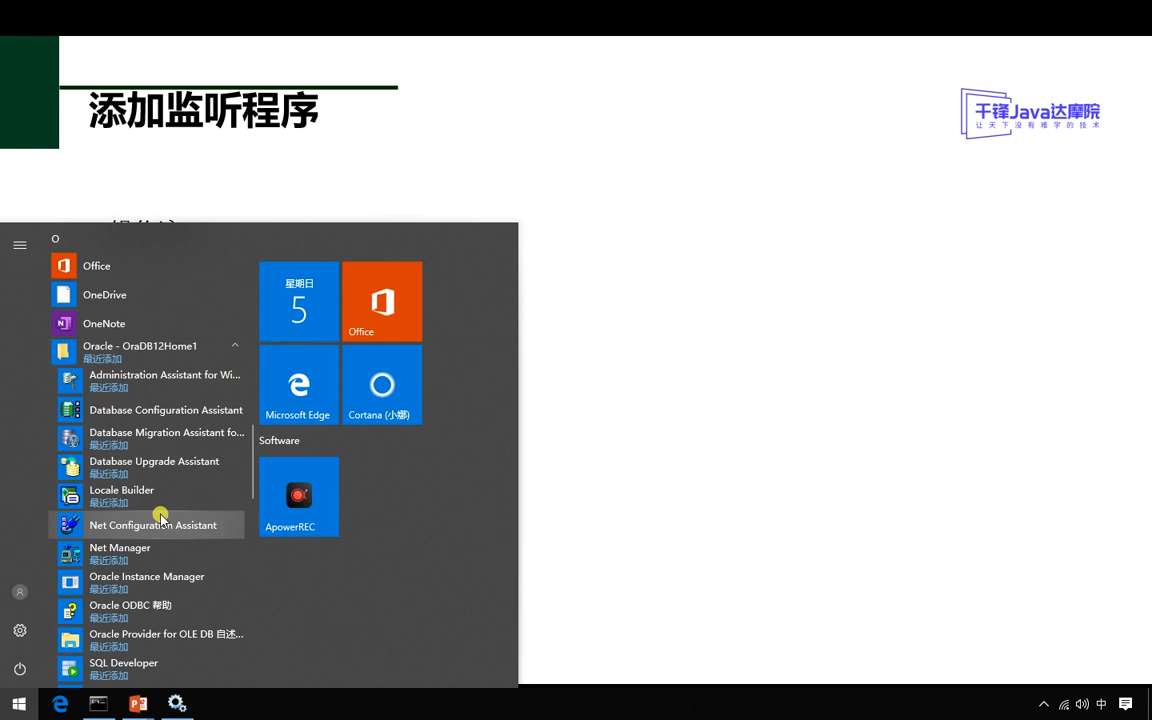 添加监听程序
千锋Java达摩院
让天下没有难学的技术
O
Office
OneDrive
OneNote
Oracle - OraDB12Home1
最近添加
Administration Assistant for Wi...
最近添加
Database Configuration Assistant
Database Migration Assistant fo...
最近添加
Database Upgrade Assistant
最近添加
Locale Builder
最近添加
Net Configuration Assistant
Net Manager
最近添加
Oracle Instance Manager
最近添加
Oracle ODBC 帮助
最近添加
Oracle Provider for OLE DB 自述...
最近添加
SQL Developer
最近添加
星期日
5
Office
Microsoft Edge
Cortana (小娜)
Software
ApowerREC
中